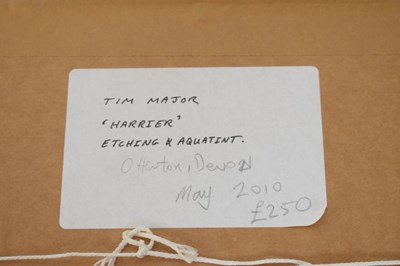 TIM MAJOR
'HARRIER'
ETCHING & AQUATINT.
Otterton, Devon
May 2010
£250